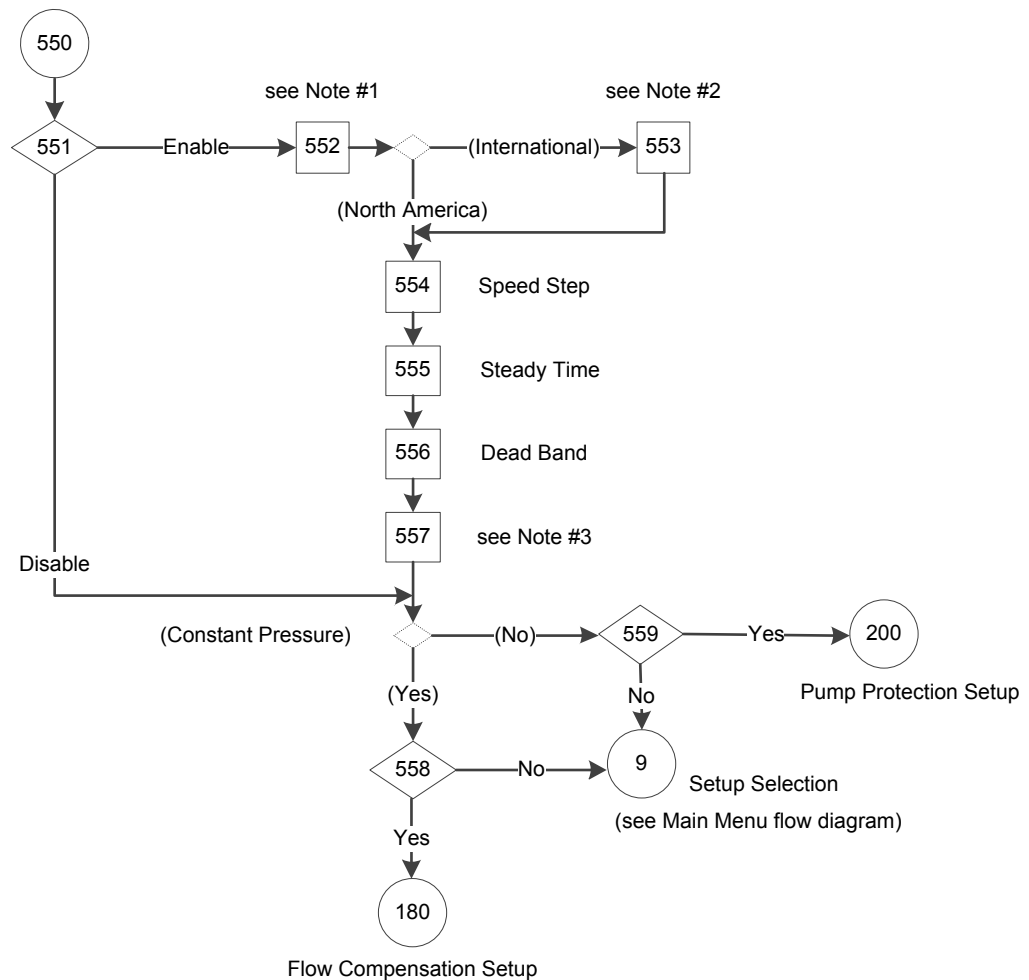 550
see Note #1
see Note #2
551
Enable
552
(International)
553
(North America)
554
Speed Step
555
Steady Time
556
Dead Band
557
see Note #3
Disable
(Constant Pressure)
(No)
559
Yes
200
Pump Protection Setup
(Yes)
No
558
No
9
Setup Selection
(see Main Menu flow diagram)
Yes
180
Flow Compensation Setup